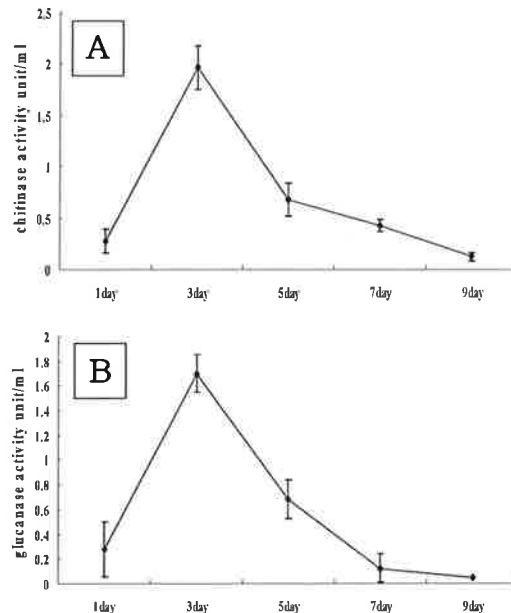 A
chitinase activity unit/ml
2,5
2
1,5
1
0,5
0
1day
3day
5day
7day
9day
B
glucanase activity unit/ml
2
1.8
1.6
1.4
1.2
1
0.8
0.6
0.4
0.2
0
1day
3day
5day
7day
9day